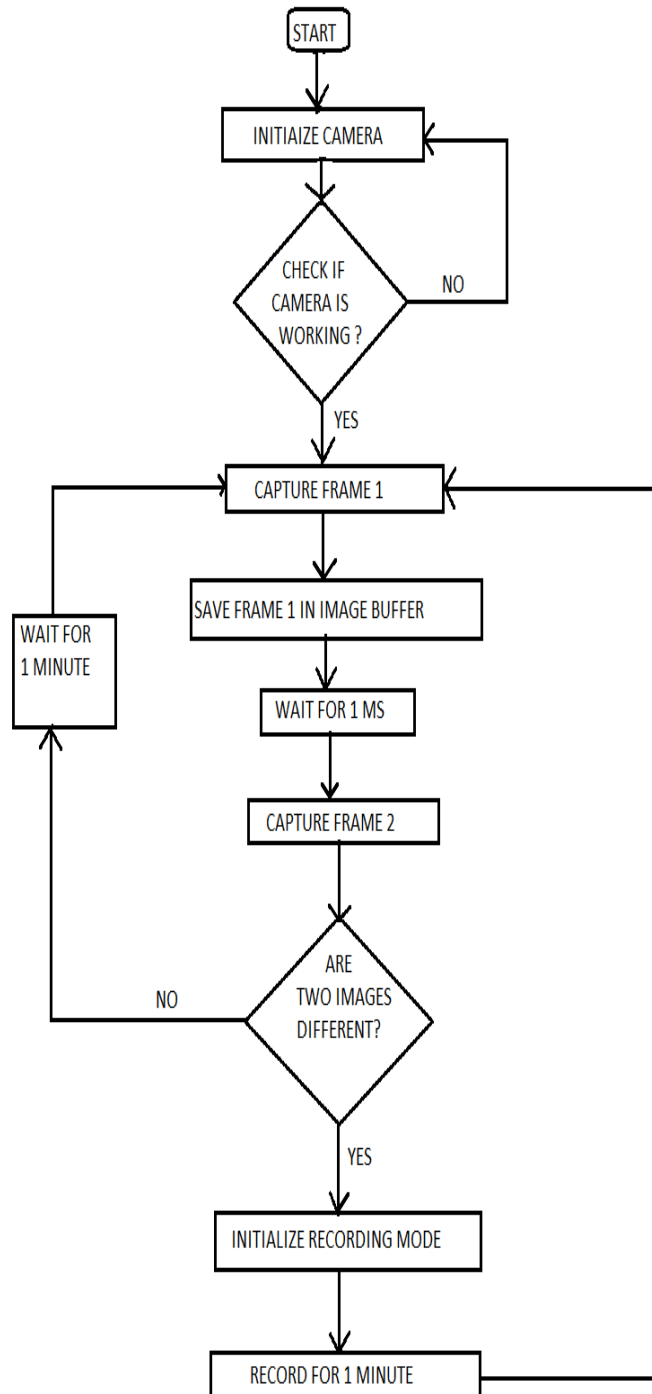 START
INITIAIZE CAMERA
CHECK IF
CAMERA IS
WORKING ?
NO
YES
CAPTURE FRAME 1
SAVE FRAME 1 IN IMAGE BUFFER
WAIT FOR
1 MINUTE
WAIT FOR 1 MS
CAPTURE FRAME 2
ARE
TWO IMAGES
DIFFERENT?
NO
YES
INITIALIZE RECORDING MODE
RECORD FOR 1 MINUTE